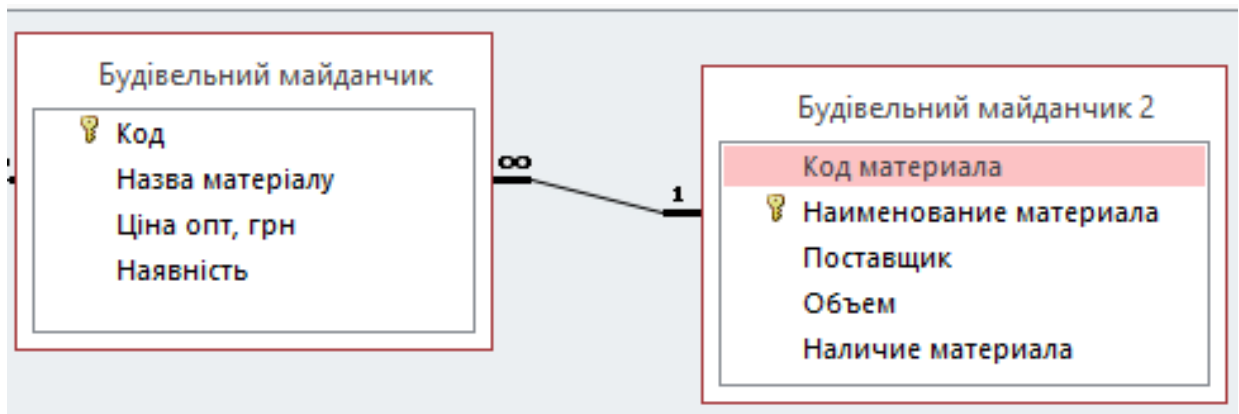 Будівельний майданчик
Код
Назва матеріалу
Ціна опт, грн
Наявність
∞
1
Будівельний майданчик 2
Код материала
Наименование материала
Поставщик
Объем
Наличие материала